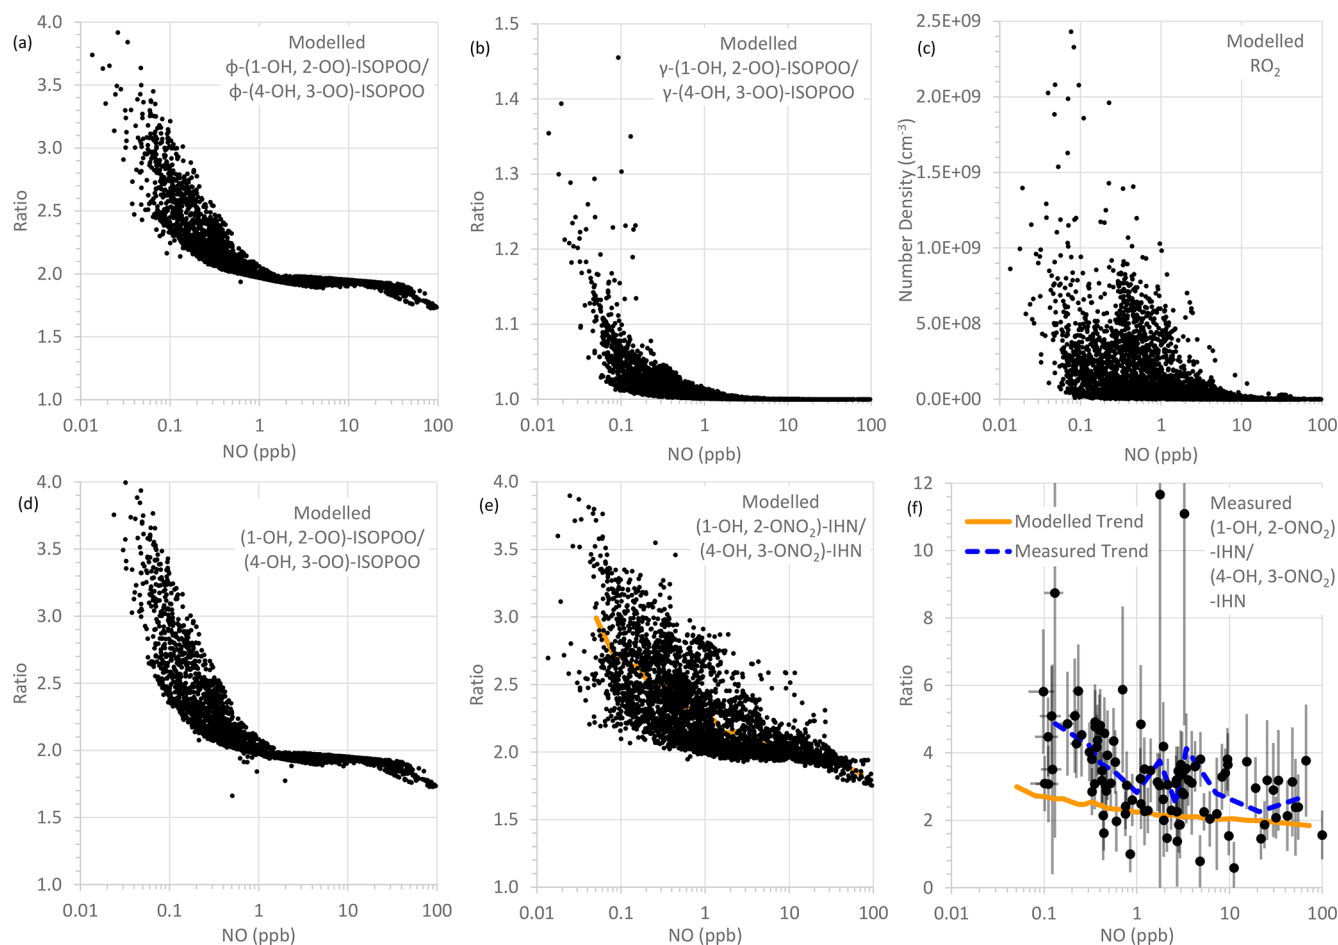 (a)
Modelled
ϕ-(1-OH, 2-OO)-ISOPOO/
ϕ-(4-OH, 3-OO)-ISOPOO
Ratio
4.0
3.5
3.0
2.5
2.0
1.5
1.0
0.01 0.1 1 10 100
NO (ppb)
(b)
Modelled
γ-(1-OH, 2-OO)-ISOPOO/
γ-(4-OH, 3-OO)-ISOPOO
Ratio
1.5
1.4
1.3
1.2
1.1
1.0
0.01 0.1 1 10 100
NO (ppb)
(c)
Modelled
RO₂
Number Density (cm⁻³)
2.5E+09
2.0E+09
1.5E+09
1.0E+09
5.0E+08
0.0E+00
0.01 0.1 1 10 100
NO (ppb)
(d)
Modelled
(1-OH, 2-OO)-ISOPOO/
(4-OH, 3-OO)-ISOPOO
Ratio
4.0
3.5
3.0
2.5
2.0
1.5
1.0
0.01 0.1 1 10 100
NO (ppb)
(e)
Modelled
(1-OH, 2-ONO₂)-IHN/
(4-OH, 3-ONO₂)-IHN
Ratio
4.0
3.5
3.0
2.5
2.0
1.5
1.0
0.01 0.1 1 10 100
NO (ppb)
(f)
Modelled Trend
Measured Trend
Measured
(1-OH, 2-ONO₂)
-IHN/
(4-OH, 3-ONO₂)
-IHN
Ratio
12
10
8
6
4
2
0
0.1 1 10 100
NO (ppb)